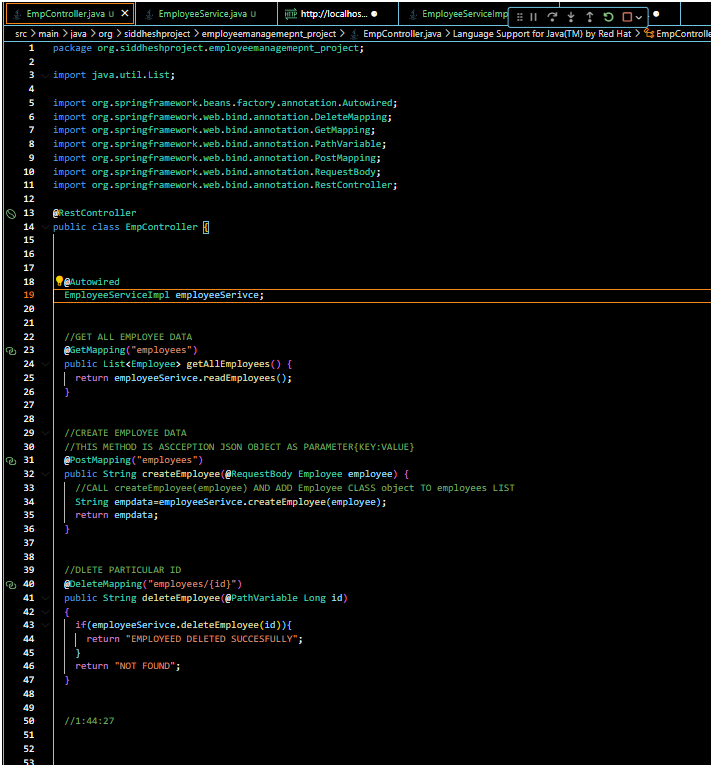 EmpController.java U
EmployeeService.java U
http://localhos...
EmployeeServiceImp
src > main > java > org > siddheshproject > employeemanagemepnt_project > EmpController.java > Language Support for Java(TM) by Red Hat > EmpControlle
1 package org.siddheshproject.employeemanagemepnt_project;
2
3 import java.util.List;
4
5 import org.springframework.beans.factory.annotation.Autowired;
6 import org.springframework.web.bind.annotation.DeleteMapping;
7 import org.springframework.web.bind.annotation.GetMapping;
8 import org.springframework.web.bind.annotation.PathVariable;
9 import org.springframework.web.bind.annotation.PostMapping;
10 import org.springframework.web.bind.annotation.RequestBody;
11 import org.springframework.web.bind.annotation.RestController;
12
13 @RestController
14 public class EmpController {
15
16
17
18 @Autowired
19 EmployeeServiceImpl employeeSerivce;
20
21
22 //GET ALL EMPLOYEE DATA
23 @GetMapping("employees")
24 public List<Employee> getAllEmployees() {
25 return employeeSerivce.readEmployees();
26 }
27
28
29 //CREATE EMPLOYEE DATA
30 //THIS METHOD IS ASCCEPTION JSON OBJECT AS PARAMETER{KEY:VALUE}
31 @PostMapping("employees")
32 public String createEmployee(@RequestBody Employee employee) {
33 //CALL createEmployee(employee) AND ADD Employee CLASS object TO employees LIST
34 String empdata=employeeSerivce.createEmployee(employee);
35 return empdata;
36 }
37
38
39 //DLETE PARTICULAR ID
40 @DeleteMapping("employees/{id}")
41 public String deleteEmployee(@PathVariable Long id)
42 {
43 if(employeeSerivce.deleteEmployee(id)){
44 return "EMPLOYEED DELETED SUCCESFULLY";
45 }
46 return "NOT FOUND";
47 }
48
49
50 //1:44:27
51
52
53